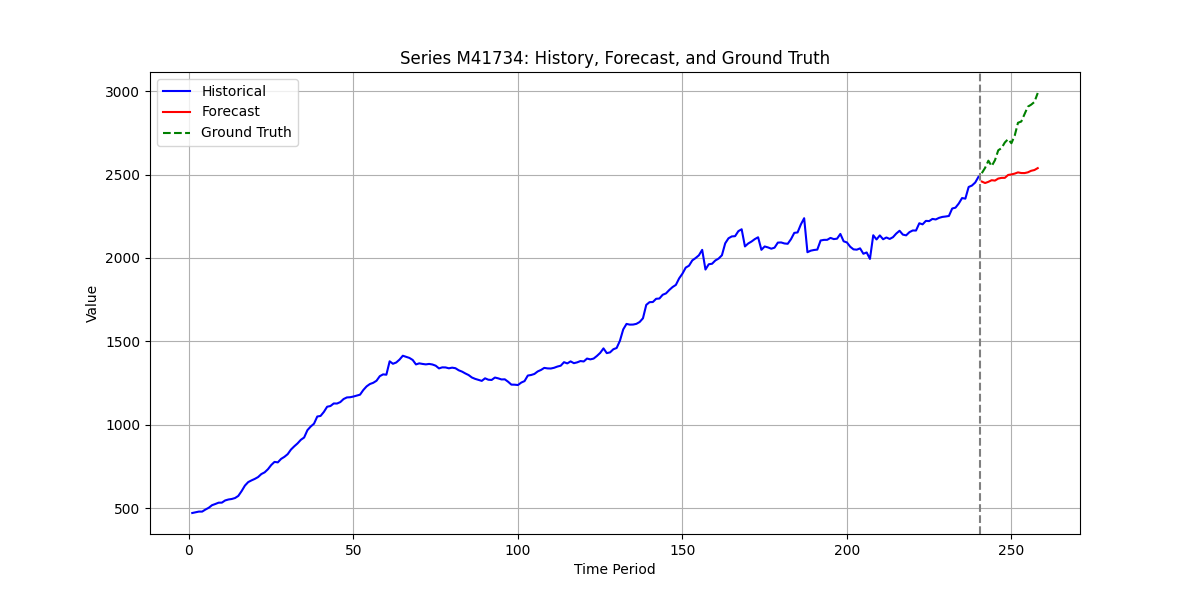 Series M41734: History, Forecast, and Ground Truth
Historical
Forecast
Ground Truth
3000
2500
2000
1500
1000
500
Value
0 50 100 150 200 250
Time Period